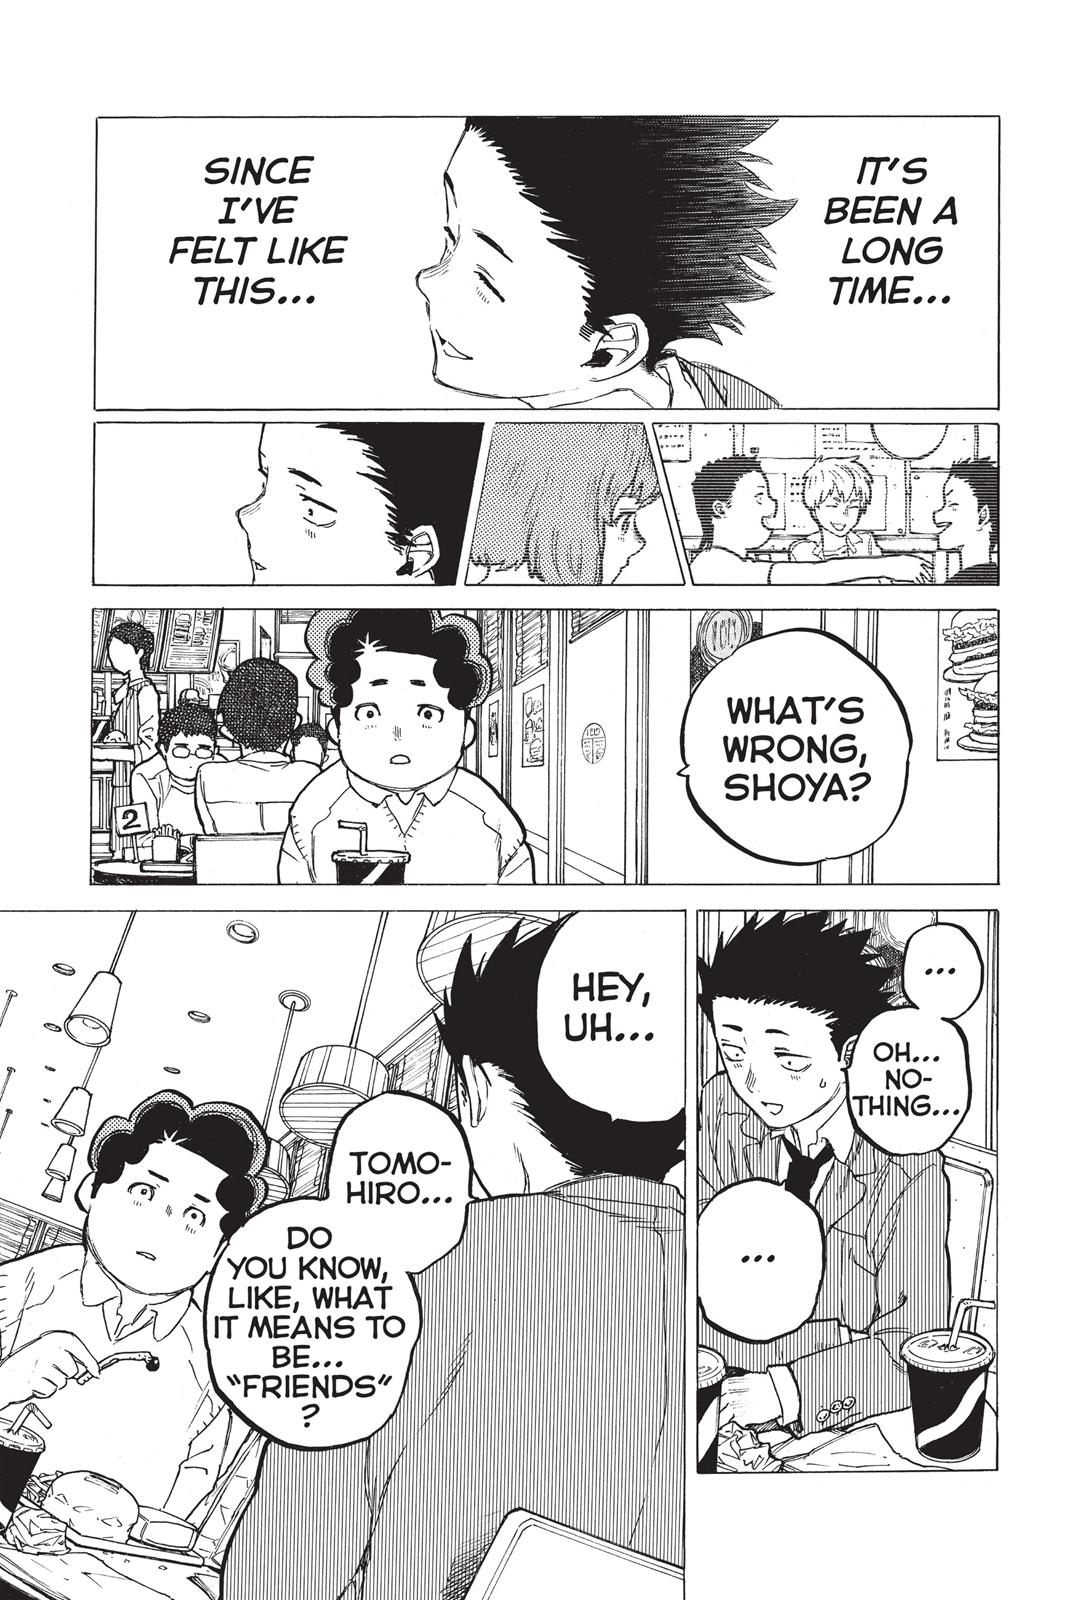 IT'S
BEEN A
LONG
TIME...
SINCE
I'VE
FELT LIKE
THIS...
WHAT'S
WRONG,
SHOYA?
2
...
OH...
NO-
THING...
...
HEY,
UH...
TOMO-
HIRO...
DO
YOU KNOW,
LIKE, WHAT
IT MEANS TO
BE...
"FRIENDS"
?